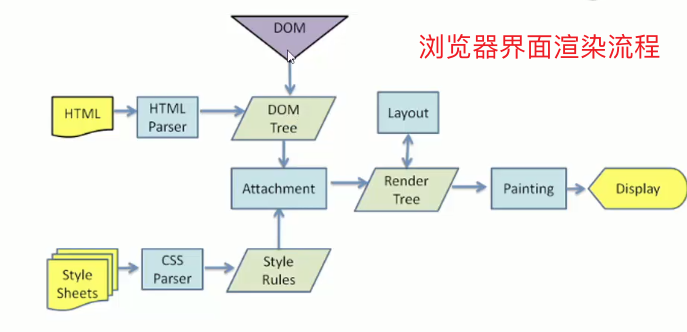 DOM
浏览器界面渲染流程
HTML
HTML
Parser
DOM
Tree
Layout
Attachment
Render
Tree
Painting
Display
Style
Sheets
CSS
Parser
Style
Rules